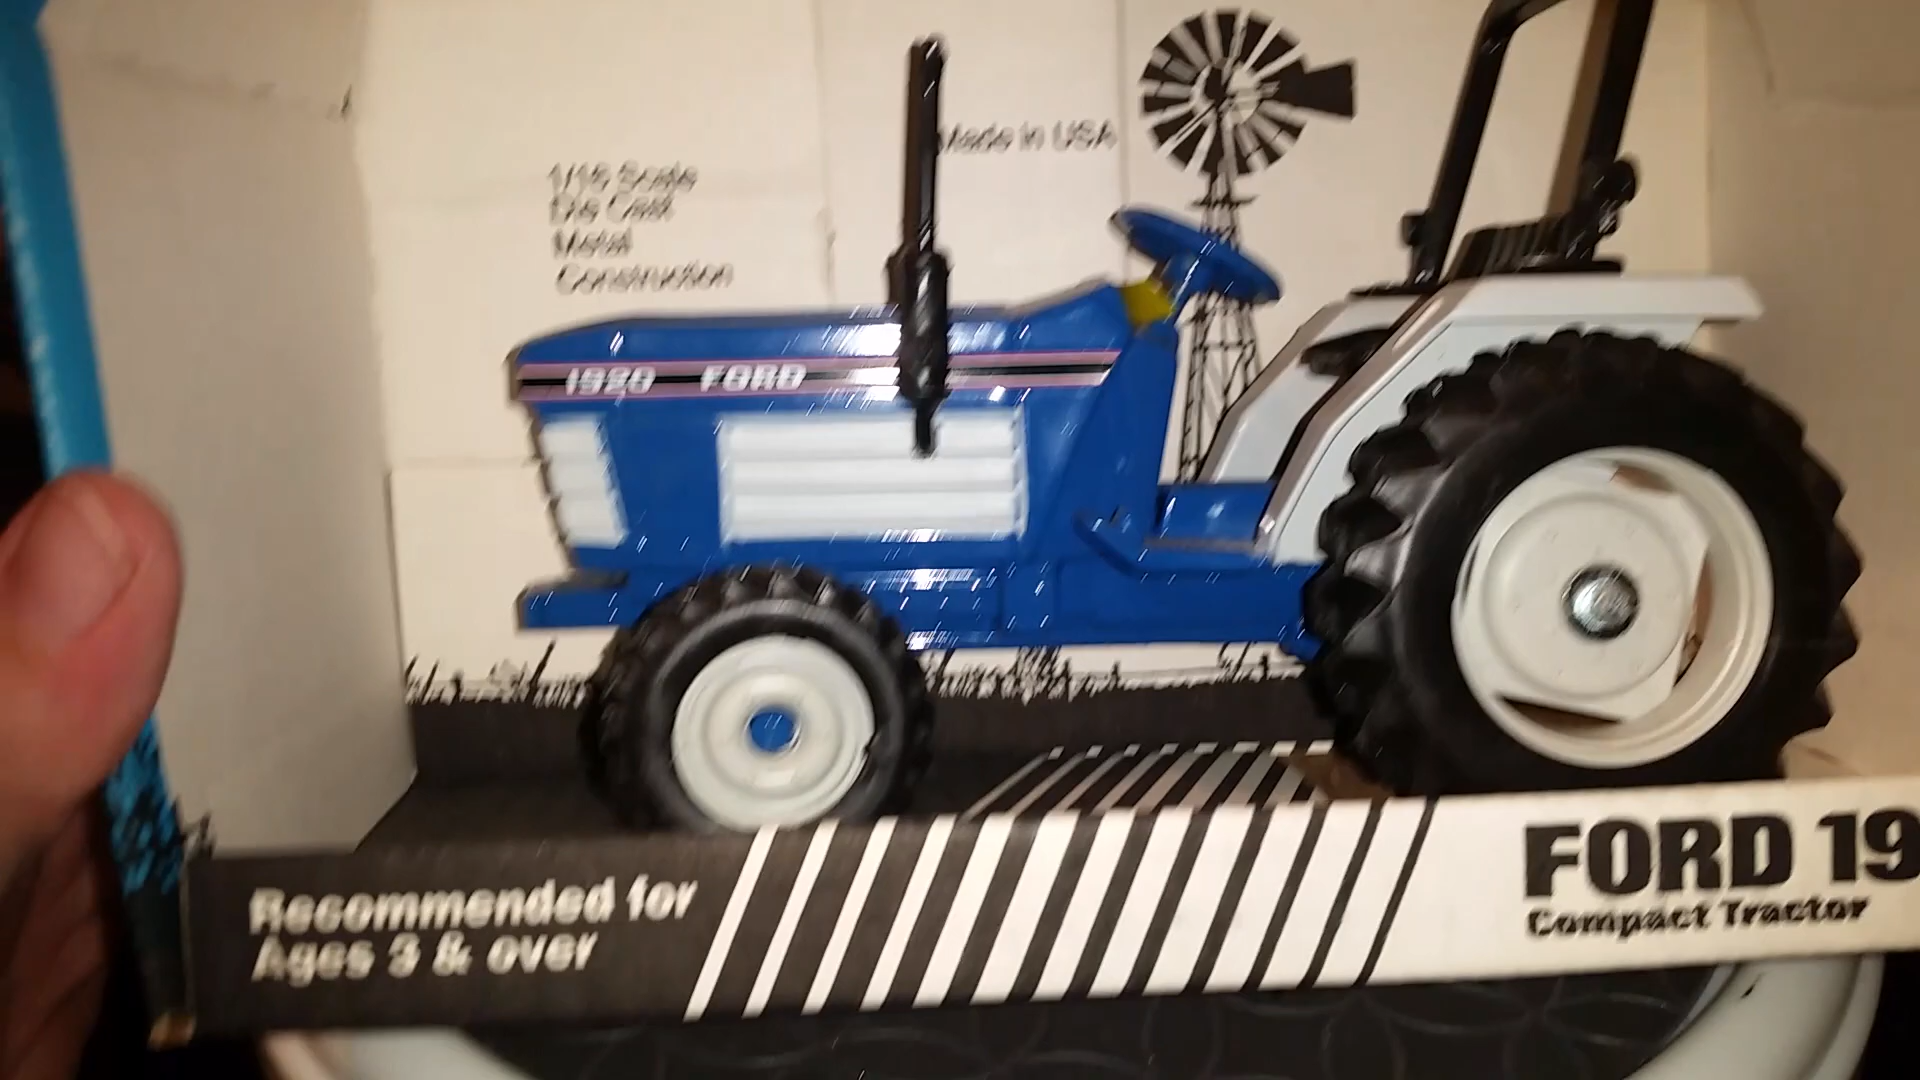 Made in USA
1/16 Scale
Die Cast
Metal
Construction
1920 FORD
Recommended for
Ages 3 & over
FORD 19
Compact Tractor